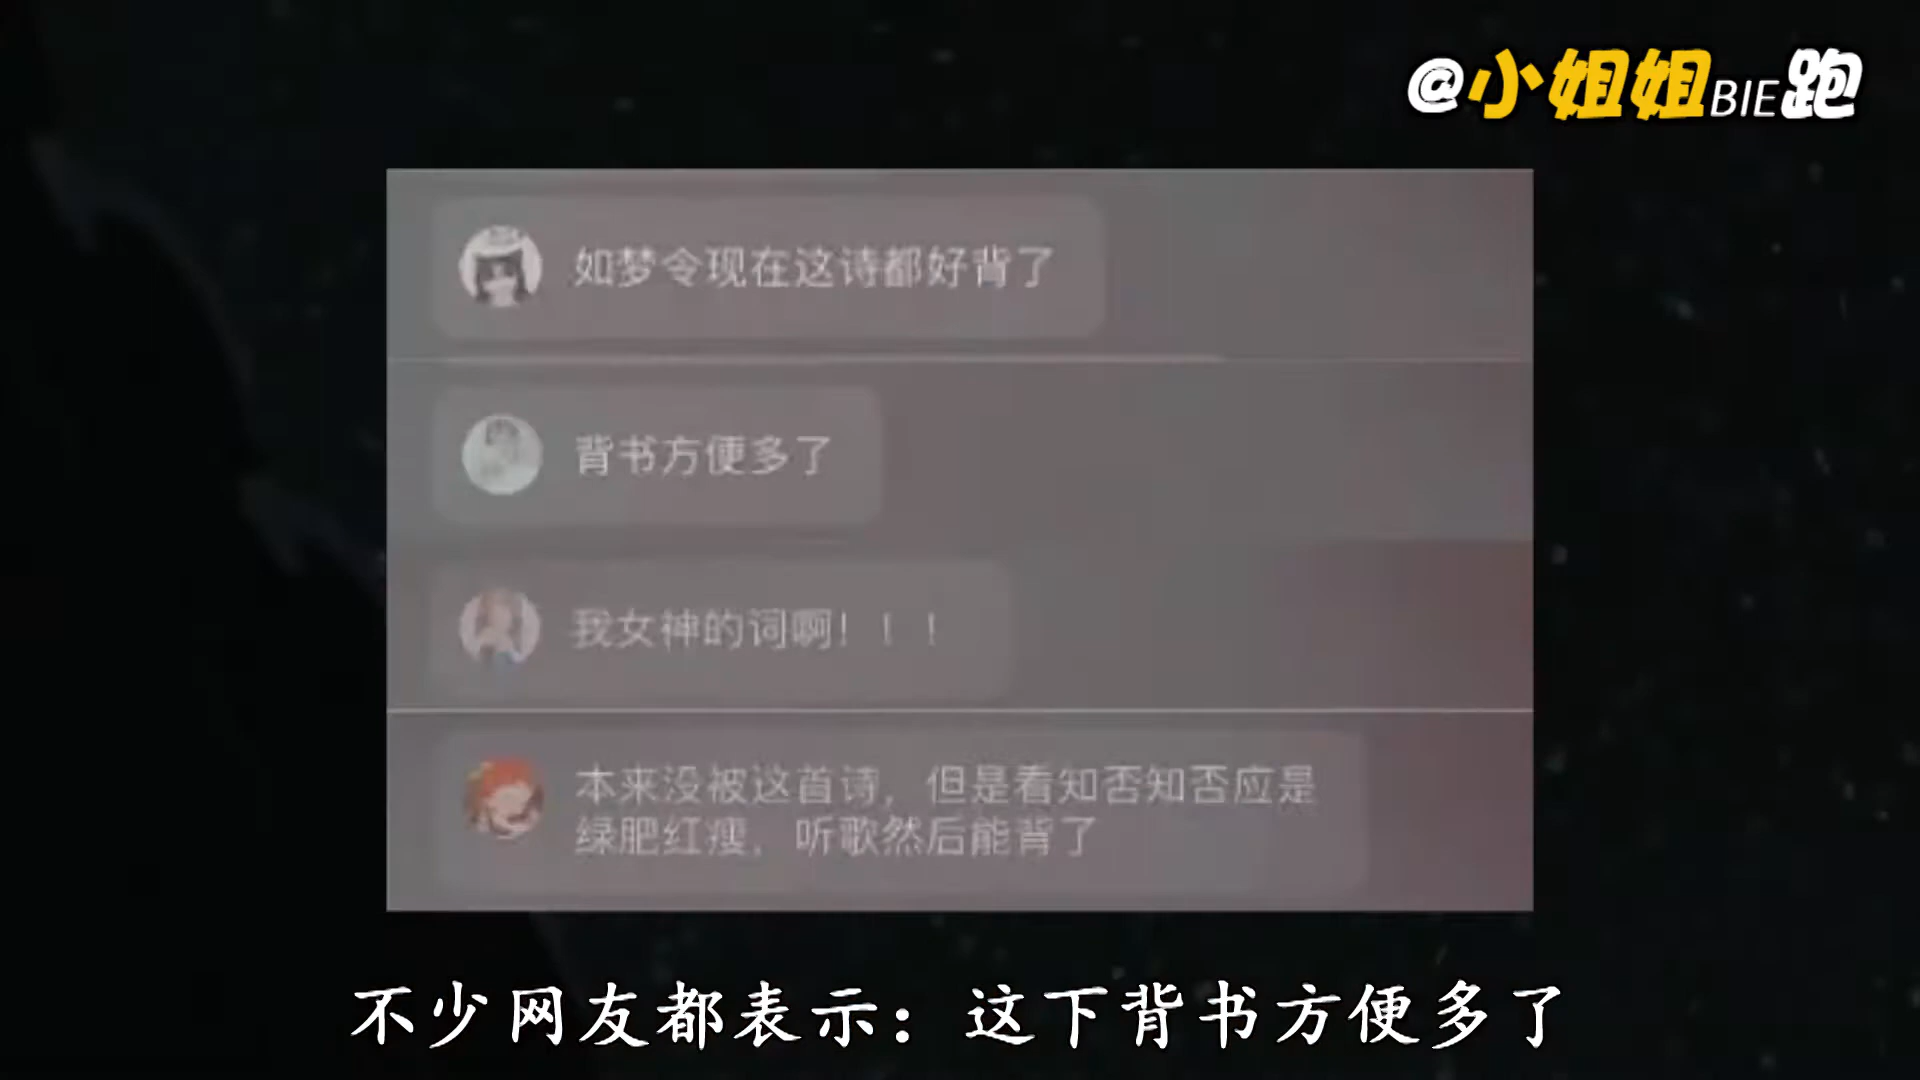 @小姐姐BIE跑
如梦令现在这诗都好背了
背书方便多了
我女神的词啊！！！
本来没被这首诗，但是看知否知否应是
绿肥红瘦，听歌然后能背了
不少网友都表示：这下背书方便多了